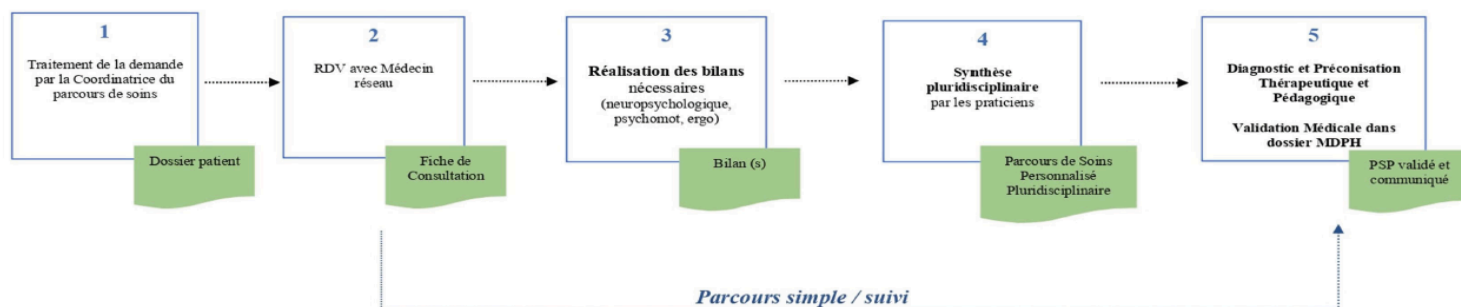 1
Traitement de la demande
par la Coordinatrice du
parcours de soins
Dossier patient
2
RDV avec Médecin
réseau
Fiche de
Consultation
3
Réalisation des bilans
nécessaires
(neuropsychologique,
psychomot, ergo)
Bilan (s)
4
Synthèse
pluridisciplinaire
par les praticiens
Parcours de Soins
Personnalisé
Pluridisciplinaire
5
Diagnostic et Préconisation
Thérapeutique et
Pédagogique
Validation Médicale dans
dossier MDPH
PSP validé et
communiqué
Parcours simple / suivi